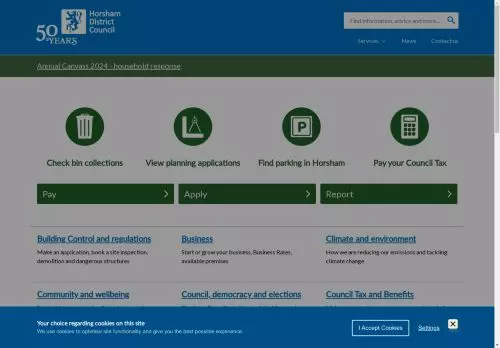 Horsham
District
Council
50
YEARS
Find information, advice and more...
Services
News
Contact us
Annual Canvass 2024 - household response
P
Check bin collections
View planning applications
Find parking in Horsham
Pay your Council Tax
Pay
Apply
Report
Building Control and regulations
Make an application, book a site inspection,
demolition and dangerous structures
Business
Start or grow your business, Business Rates,
available premises
Climate and environment
How we are reducing our emissions and tackling
climate change
Community and wellbeing
Council, democracy and elections
Council Tax and Benefits
Your choice regarding cookies on this site
We use cookies to optimise site functionality and give you the best possible experience.
I Accept Cookies
Settings